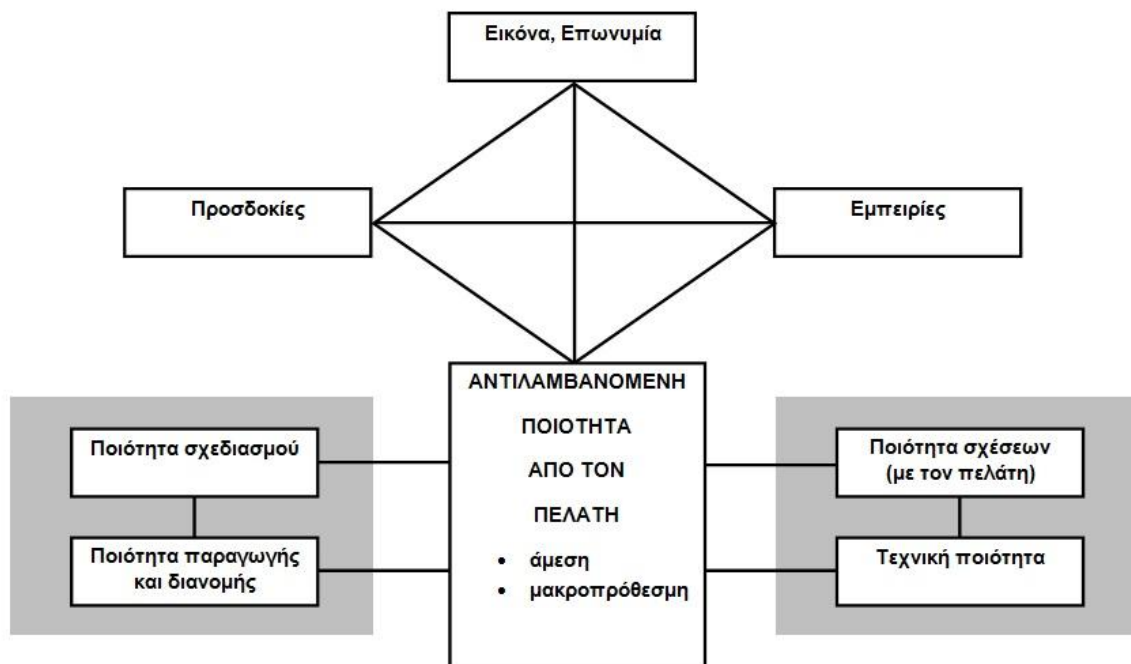 Εικόνα, Επωνυμία
Προσδοκίες
Εμπειρίες
ΑΝΤΙΛΑΜΒΑΝΟΜΕΝΗ
ΠΟΙΟΤΗΤΑ
ΑΠΟ ΤΟΝ
ΠΕΛΑΤΗ
• άμεση
• μακροπρόθεσμη
Ποιότητα σχεδιασμού
Ποιότητα παραγωγής
και διανομής
Ποιότητα σχέσεων
(με τον πελάτη)
Τεχνική ποιότητα